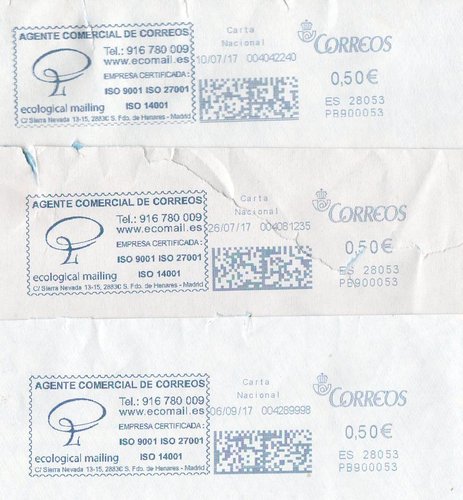 AGENTE COMERCIAL DE CORREOS
Tel.: 916 780 009
www.ecomail.es
EMPRESA CERTIFICADA:
ISO 9001 ISO 27001
ecological mailing ISO 14001
C/ Sierra Nevada 13-15, 2883C S. Fdo. de Henares - Madrid
Carta
Nacional
10/07/17 004042240
CORREOS
0,50€
ES 28053
PB900053
AGENTE COMERCIAL DE CORREOS
Tel.: 916 780 009
www.ecomail.es
EMPRESA CERTIFICADA:
ISO 9001 ISO 27001
ecological mailing ISO 14001
C/ Sierra Nevada 13-15, 2883C S. Fdo. de Henares - Madrid
Carta
Nacional
26/07/17 004081235
CORREOS
0,50€
ES 28053
PB900053
AGENTE COMERCIAL DE CORREOS
Tel.: 916 780 009
www.ecomail.es
EMPRESA CERTIFICADA:
ISO 9001 ISO 27001
ecological mailing ISO 14001
C/ Sierra Nevada 13-15, 2883C S. Fdo. de Henares - Madrid
Carta
Nacional
06/09/17 004289998
CORREOS
0,50€
ES 28053
PB900053